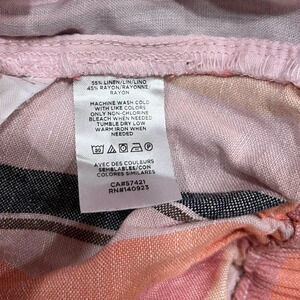 55% LINEN/LIN/LINO
45% RAYON/RAYONNE
RAYON
MACHINE WASH COLD
WITH LIKE COLORS
ONLY NON-CHLORINE
BLEACH WHEN NEEDED
TUMBLE DRY LOW
WARM IRON WHEN
NEEDED
AVEC DES COULEURS
SEMBLABLES/CON
COLORES SIMILARES
CA#57421
RN#140923